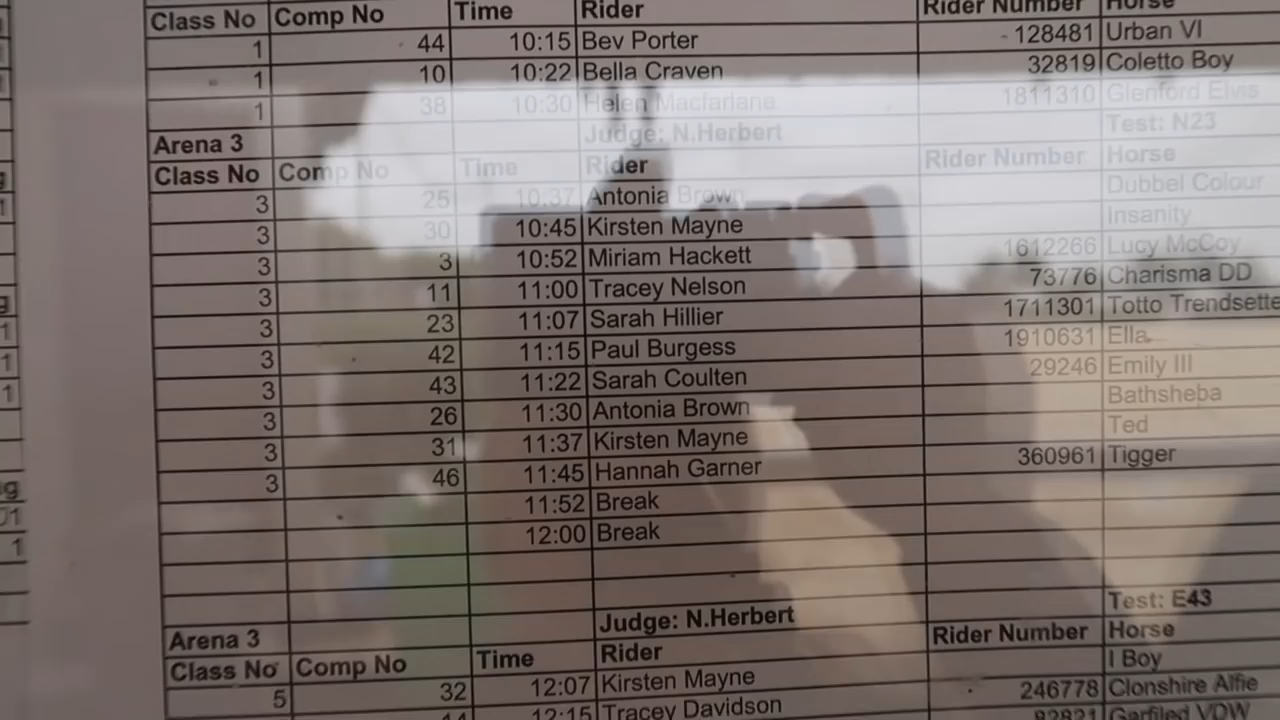 Class No Comp No Time Rider Rider Number Horse
1 44 10:15 Bev Porter 128481 Urban VI
1 10 10:22 Bella Craven 32819 Coletto Boy
1 38 10:30 Helen Macfarlane 1811310 Glenford Elvis
Arena 3 Judge: N.Herbert Test: N23
Class No Comp No Time Rider Rider Number Horse
3 25 10:37 Antonia Brown Dubbel Colour
3 30 10:45 Kirsten Mayne Insanity
3 3 10:52 Miriam Hackett 1612266 Lucy McCoy
3 11 11:00 Tracey Nelson 73776 Charisma DD
3 23 11:07 Sarah Hillier 1711301 Totto Trendsette
3 42 11:15 Paul Burgess 1910631 Ella
3 43 11:22 Sarah Coulten 29246 Emily III
3 26 11:30 Antonia Brown Bathsheba
3 31 11:37 Kirsten Mayne Ted
3 46 11:45 Hannah Garner 360961 Tigger
11:52 Break
12:00 Break
Arena 3 Judge: N.Herbert Test: E43
Class No Comp No Time Rider Rider Number Horse
5 32 12:07 Kirsten Mayne I Boy
12:15 Tracey Davidson 246778 Clonshire Alfie
Garfiled VDW